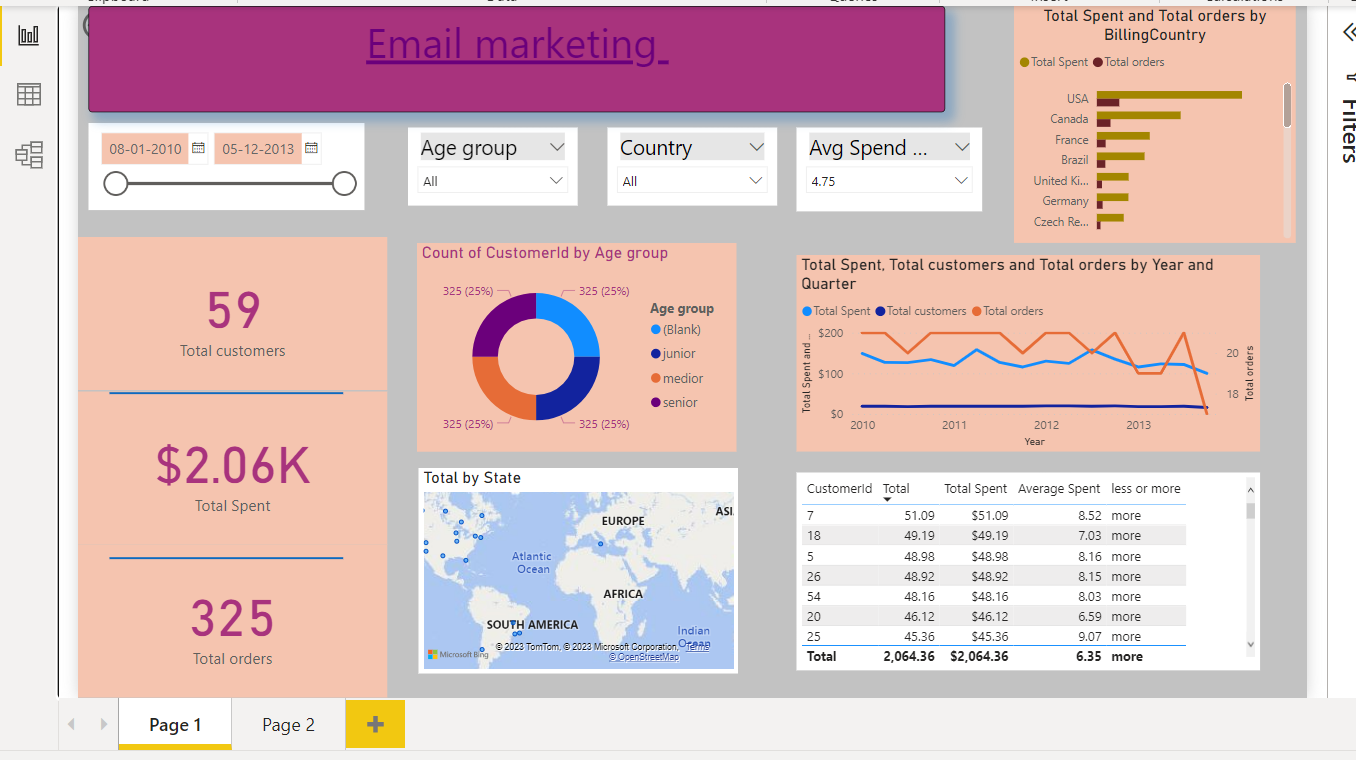 Email marketing
08-01-2010
05-12-2013
Age group
All
Country
All
Avg Spend ...
4.75
Total Spent and Total orders by
BillingCountry
Total Spent
Total orders
USA
Canada
France
Brazil
United Ki...
Germany
Czech Re...
Filters
59
Total customers
$2.06K
Total Spent
325
Total orders
Count of CustomerId by Age group
325 (25%)
325 (25%)
325 (25%)
325 (25%)
Age group
(Blank)
junior
medior
senior
Total Spent, Total customers and Total orders by Year and
Quarter
Total Spent
Total customers
Total orders
Total Spent and ...
$200
$100
$0
20
18
Total orders
2010 2011 2012 2013
Year
Total by State
EUROPE
ASI
Atlantic
Ocean
AFRICA
SOUTH AMERICA
Indian
Ocean
Microsoft Bing
© 2023 TomTom, © 2023 Microsoft Corporation, Terms
© OpenStreetMap
CustomerId Total Total Spent Average Spent less or more
7 51.09 $51.09 8.52 more
18 49.19 $49.19 7.03 more
5 48.98 $48.98 8.16 more
26 48.92 $48.92 8.15 more
54 48.16 $48.16 8.03 more
20 46.12 $46.12 6.59 more
25 45.36 $45.36 9.07 more
Total 2,064.36 $2,064.36 6.35 more
Page 1
Page 2